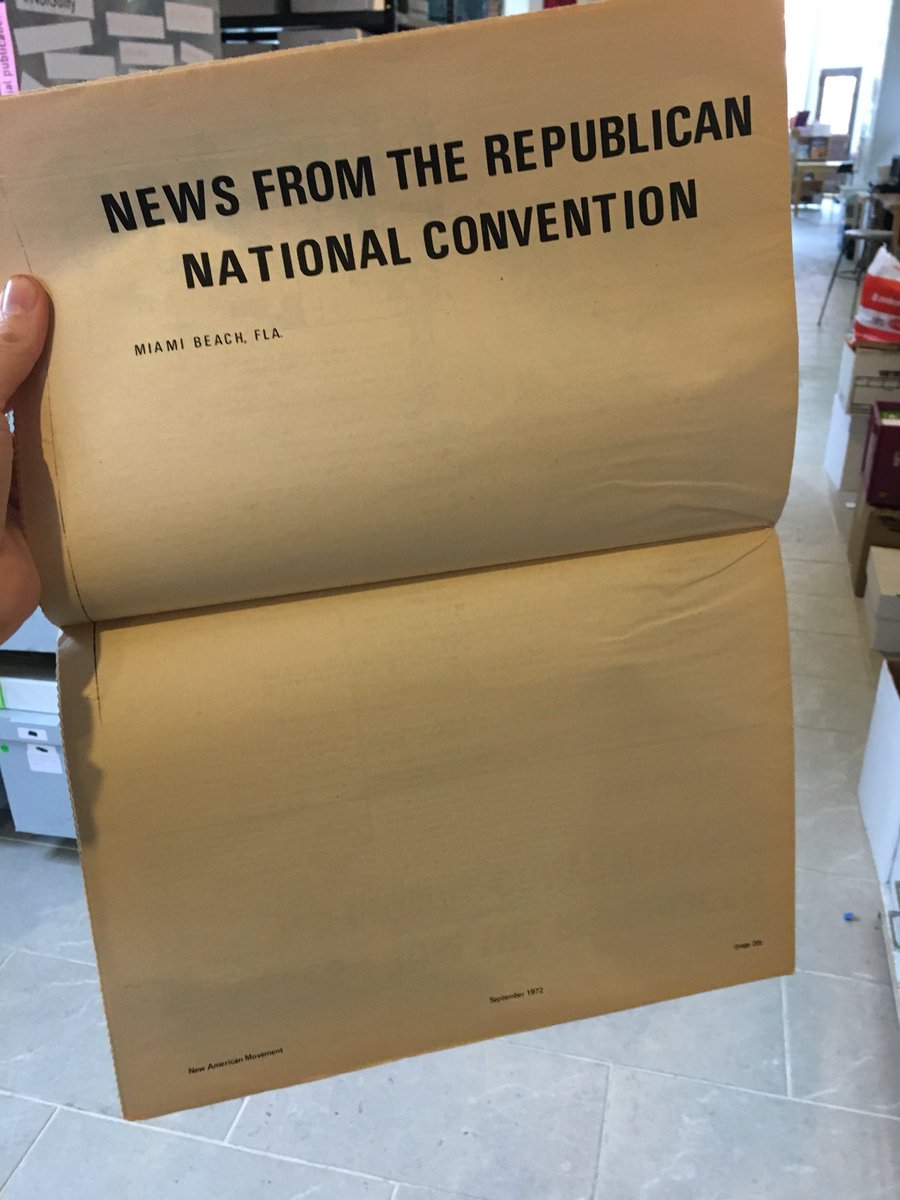 NEWS FROM THE REPUBLICAN
NATIONAL CONVENTION
MIAMI BEACH, FLA.
September 1972
New American Movement